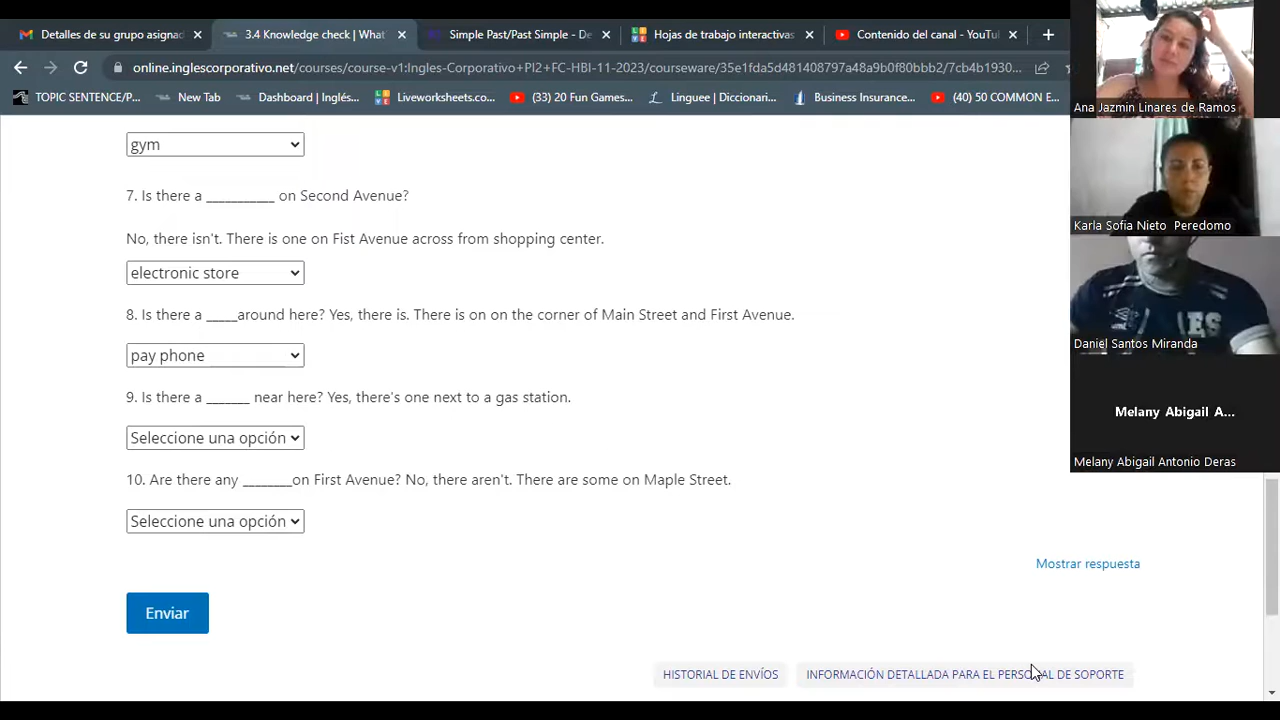 Detalles de su grupo asignad
3.4 Knowledge check | What
Simple Past/Past Simple - De
Hojas de trabajo interactivas
Contenido del canal - YouTu
online.inglescorporativo.net/courses/course-v1:Ingles-Corporativo+PI2+FC-HBI-11-2023/courseware/35e1fda5d481408797a48a9b0f80bbb2/7cb4b1930...
TOPIC SENTENCE/P...
New Tab
Dashboard | Inglés...
Liveworksheets.co...
(33) 20 Fun Games...
Linguee | Diccionari...
Business Insurance...
(40) 50 COMMON E...
gym
7. Is there a ___________ on Second Avenue?
No, there isn't. There is one on Fist Avenue across from shopping center.
electronic store
8. Is there a _____around here? Yes, there is. There is on on the corner of Main Street and First Avenue.
pay phone
9. Is there a _______ near here? Yes, there's one next to a gas station.
Seleccione una opción
10. Are there any ________on First Avenue? No, there aren't. There are some on Maple Street.
Seleccione una opción
Mostrar respuesta
Enviar
HISTORIAL DE ENVÍOS
INFORMACIÓN DETALLADA PARA EL PERSONAL DE SOPORTE
Ana Jazmin Linares de Ramos
Karla Sofia Nieto Peredomo
Daniel Santos Miranda
Melany Abigail A...
Melany Abigail Antonio Deras